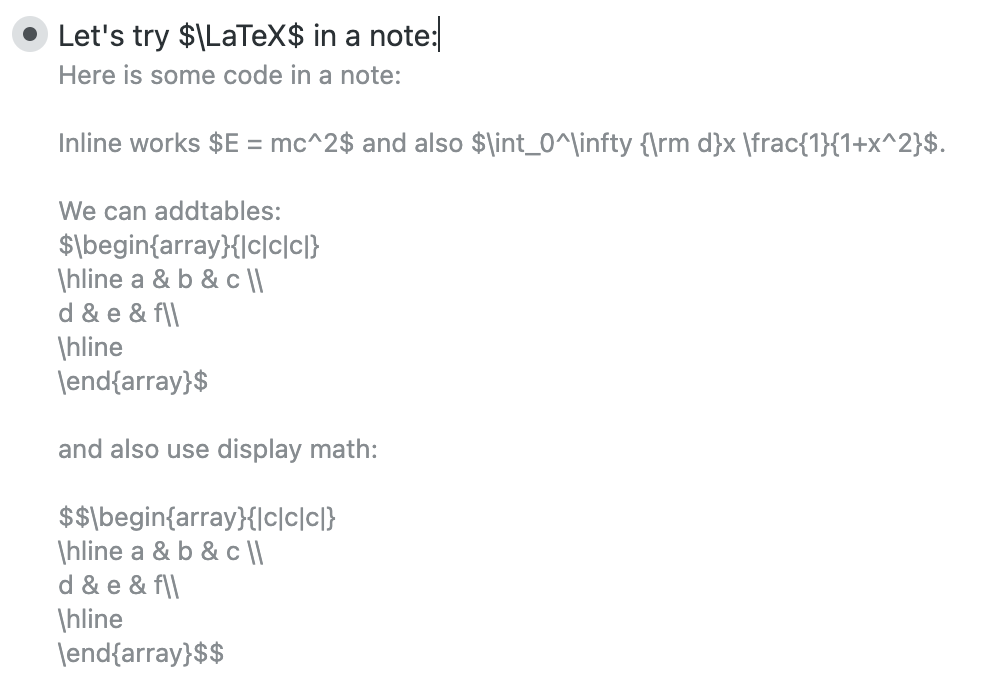 Let's try $\LaTeX$ in a note:
Here is some code in a note:
Inline works $E = mc^2$ and also $\int_0^\infty {\rm d}x \frac{1}{1+x^2}$.
We can addtables:
$\begin{array}{|c|c|c|}
\hline a & b & c \\
d & e & f\\
\hline
\end{array}$
and also use display math:
$$\begin{array}{|c|c|c|}
\hline a & b & c \\
d & e & f\\
\hline
\end{array}$$